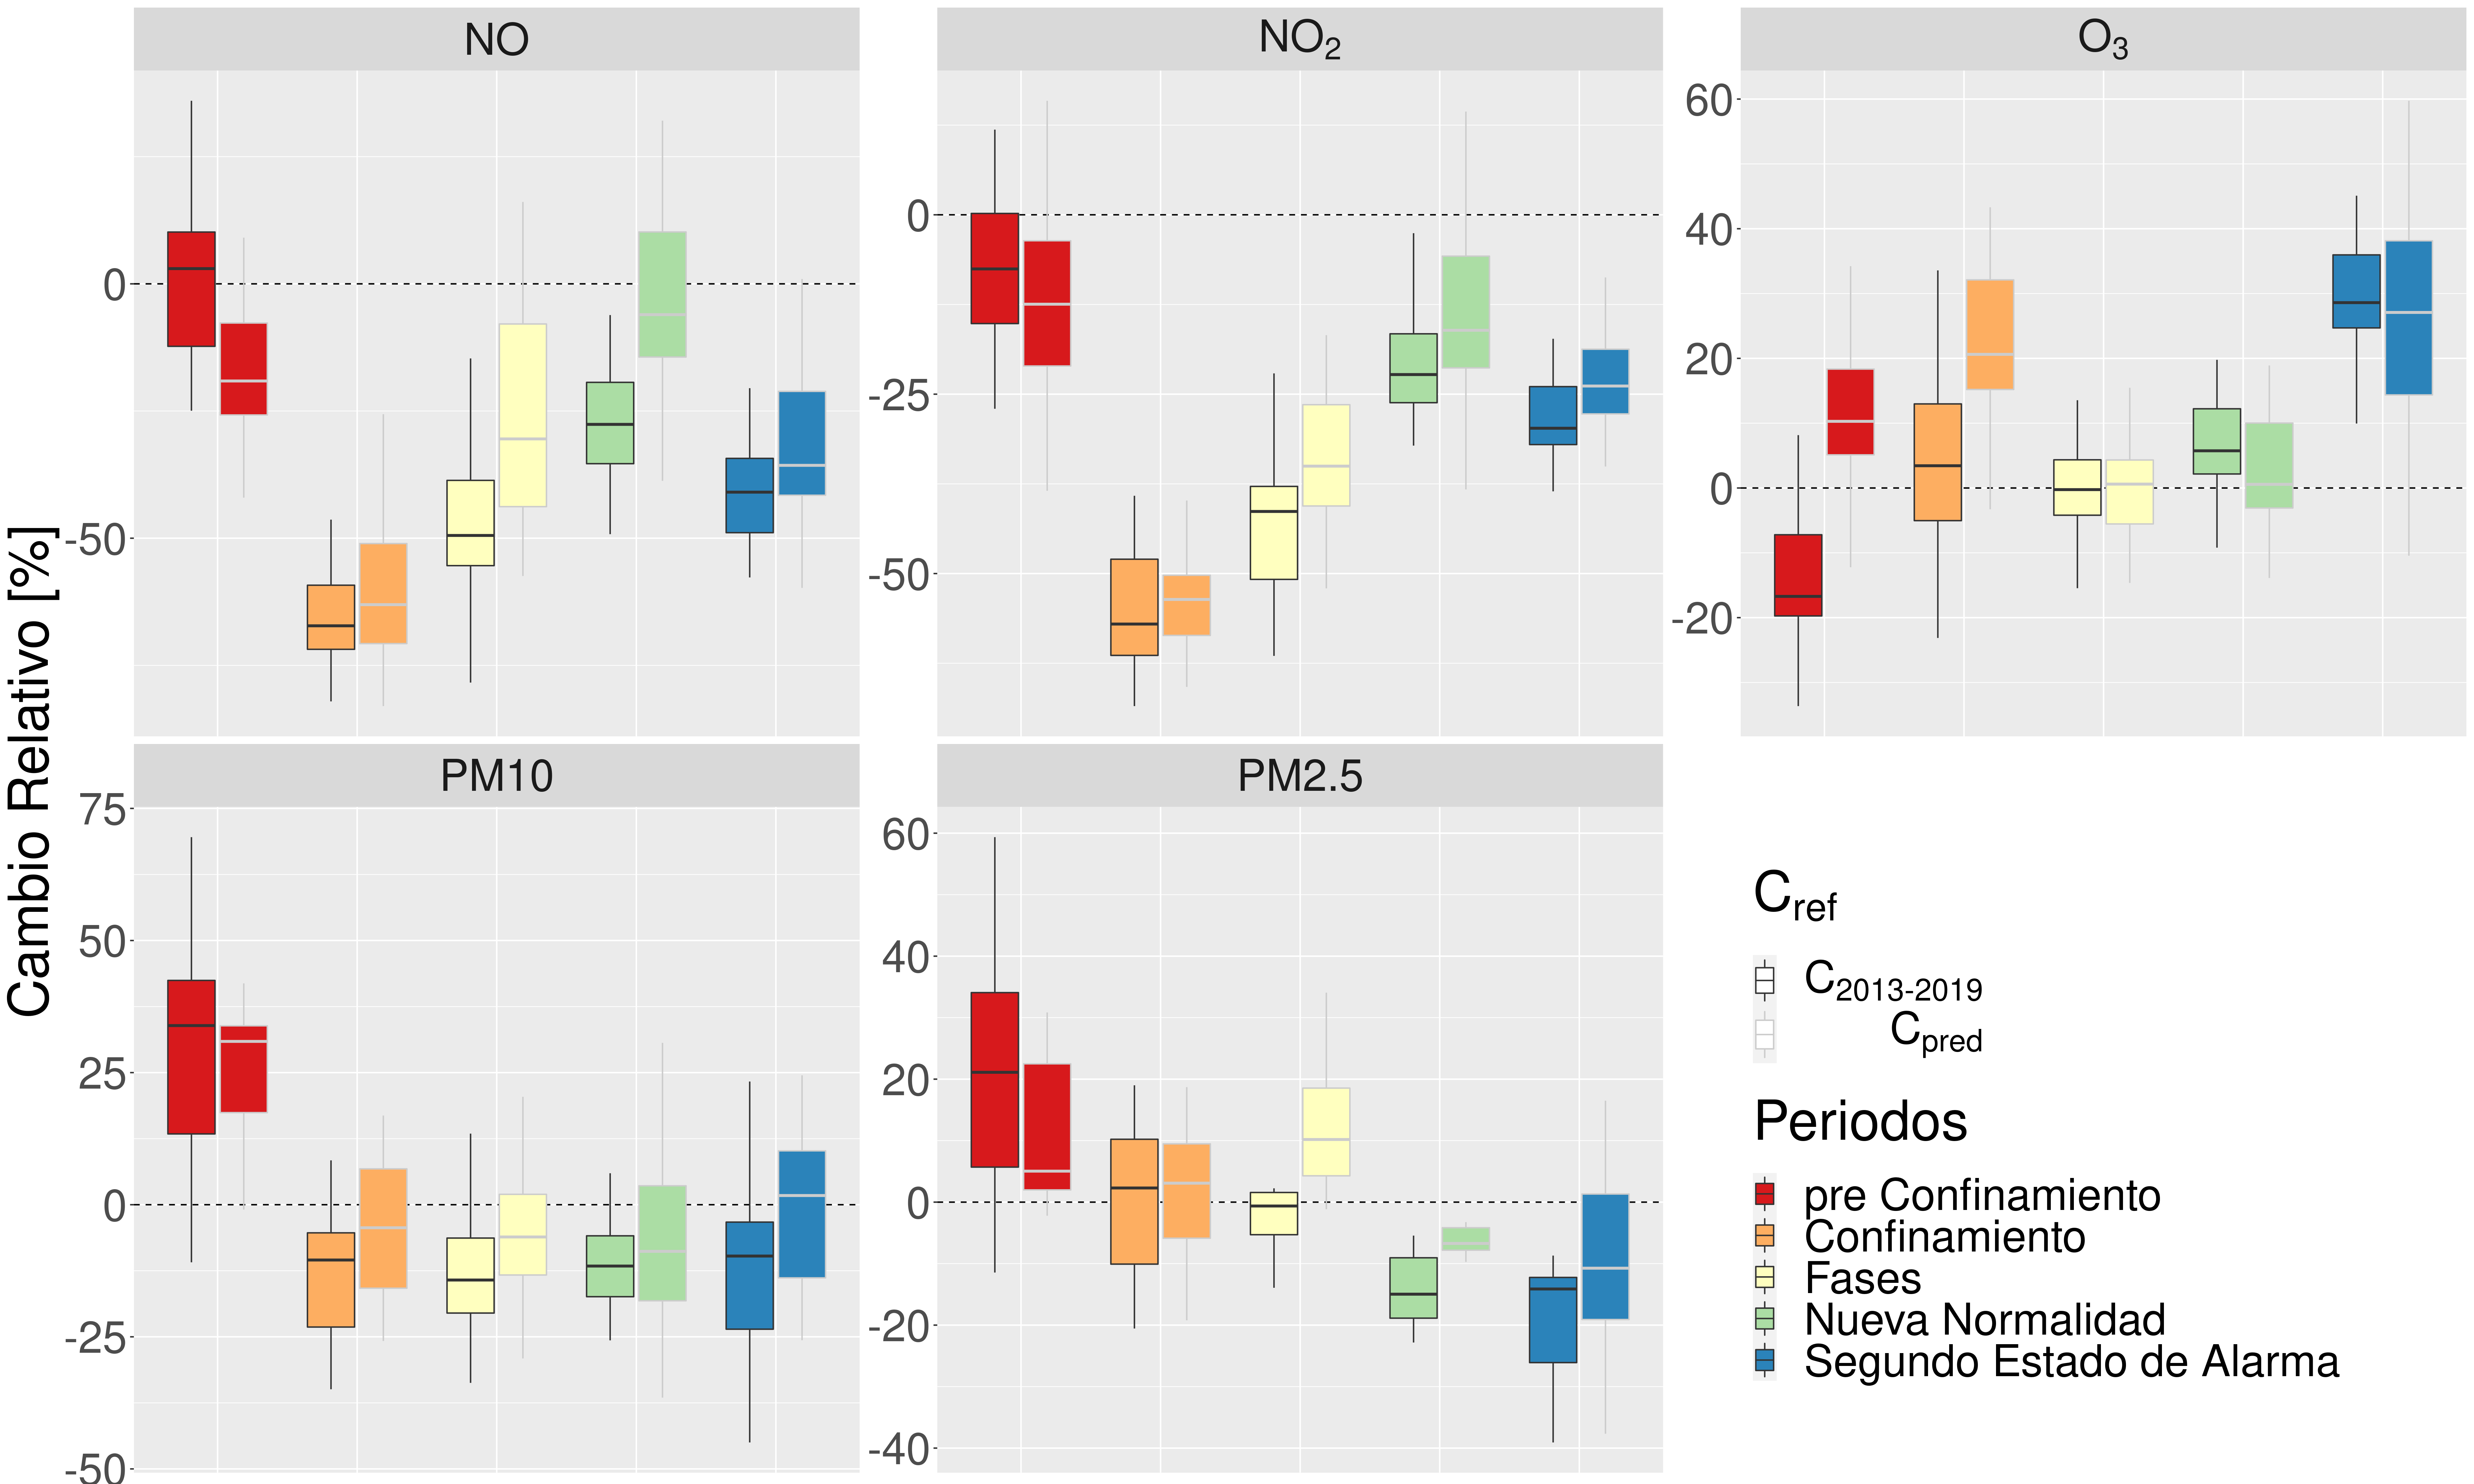 NO
NO2
O3
0
-50
0
-25
-50
60
40
20
0
-20
Cambio Relativo [%]
PM10
PM2.5
75
50
25
0
-25
-50
60
40
20
0
-20
-40
Cref
C2013-2019
Cpred
Periodos
pre Confinamiento
Confinamiento
Fases
Nueva Normalidad
Segundo Estado de Alarma